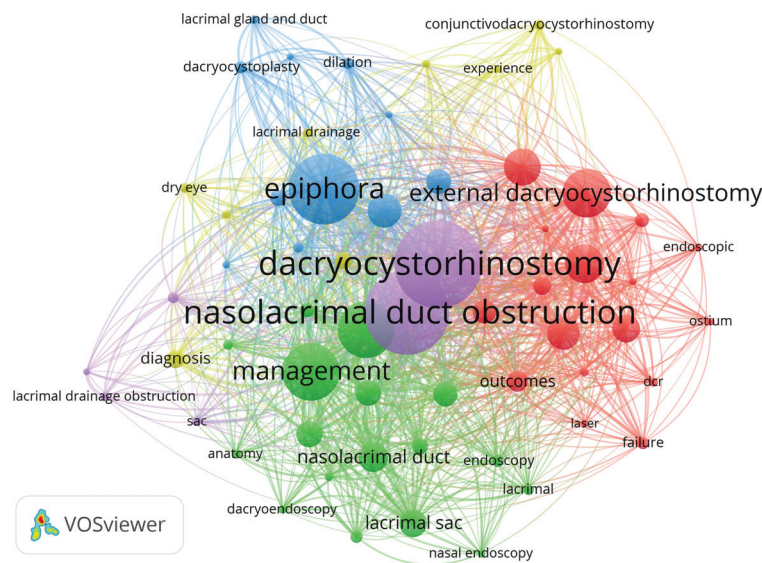 lacrimal gland and duct
conjunctivodacryocystorhinostomy
dacryocystoplasty
dilation
experience
lacrimal drainage
dry eye
epiphora
external dacryocystorhinostomy
endoscopic
dacryocystorhinostomy
nasolacrimal duct obstruction
ostium
diagnosis
management
outcomes
dcr
lacrimal drainage obstruction
sac
laser
failure
anatomy
nasolacrimal duct
endoscopy
lacrimal
dacryoendoscopy
lacrimal sac
nasal endoscopy
VOSviewer